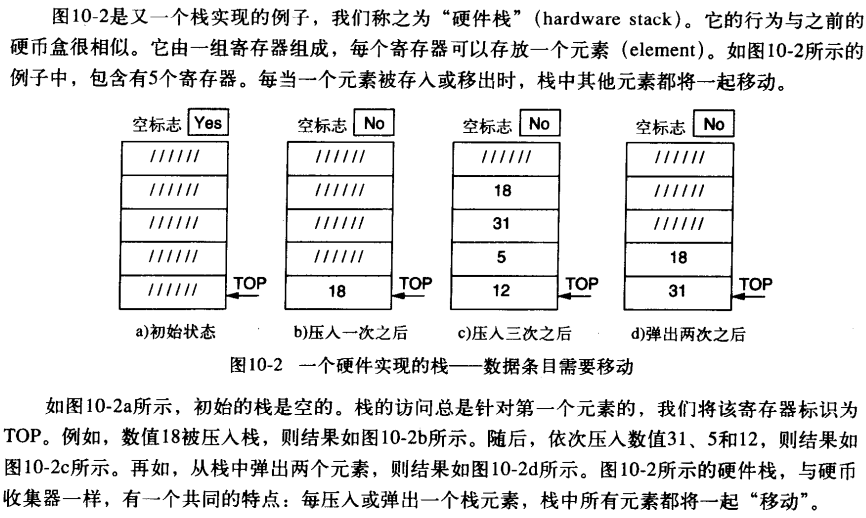 图10-2是又一个栈实现的例子，我们称之为“硬件�”（hardware stack）。它的行为与之前的
硬币盒很相似。它由一组寄存器组成，每个寄存器可以存放一个元素（element）。如图10-2所示的
例子中，包含有5个寄存器。每当一个元素被存入或移出时，栈中其他元素都将一起移动。
空标志 Yes 空标志 No 空标志 No 空标志 No
////// ////// ////// //////
////// ////// 18 //////
////// ////// 31 //////
////// ////// 5 18
////// TOP 18 TOP 12 TOP 31 TOP
a)初始状态 b)压入一次之后 c)压入三次之后 d)弹出两次之后
图10-2 一个硬件实现的栈——数据条目需要移动
如图10-2a所示，初始的栈是空的。栈的访问总是针对第一个元素的，我们将该寄存器标识为
TOP。例如，数值18被压入栈，则结果如图10-2b所示。随后，依次压入数值31、5和12，则结果如
图10-2c所示。再如，从栈中弹出两个元素，则结果如图10-2d所示。图10-2所示的硬件栈，与硬币
收集器一样，有一个共同的特点：每压入或弹出一个栈元素，栈中所有元素都将一起“移动”。